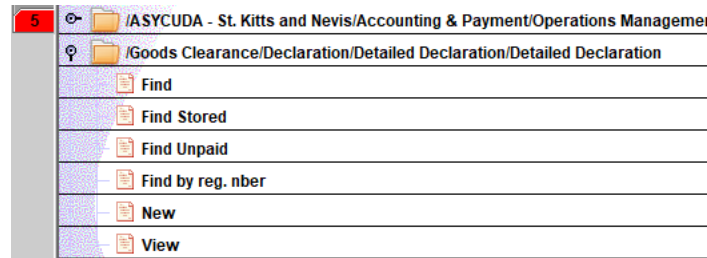 5
/ASYCUDA - St. Kitts and Nevis/Accounting & Payment/Operations
/Goods Clearance/Declaration/Detailed Declaration/Detailed Declaration
Find
Find Stored
Find Unpaid
Find by reg. nber
New
View